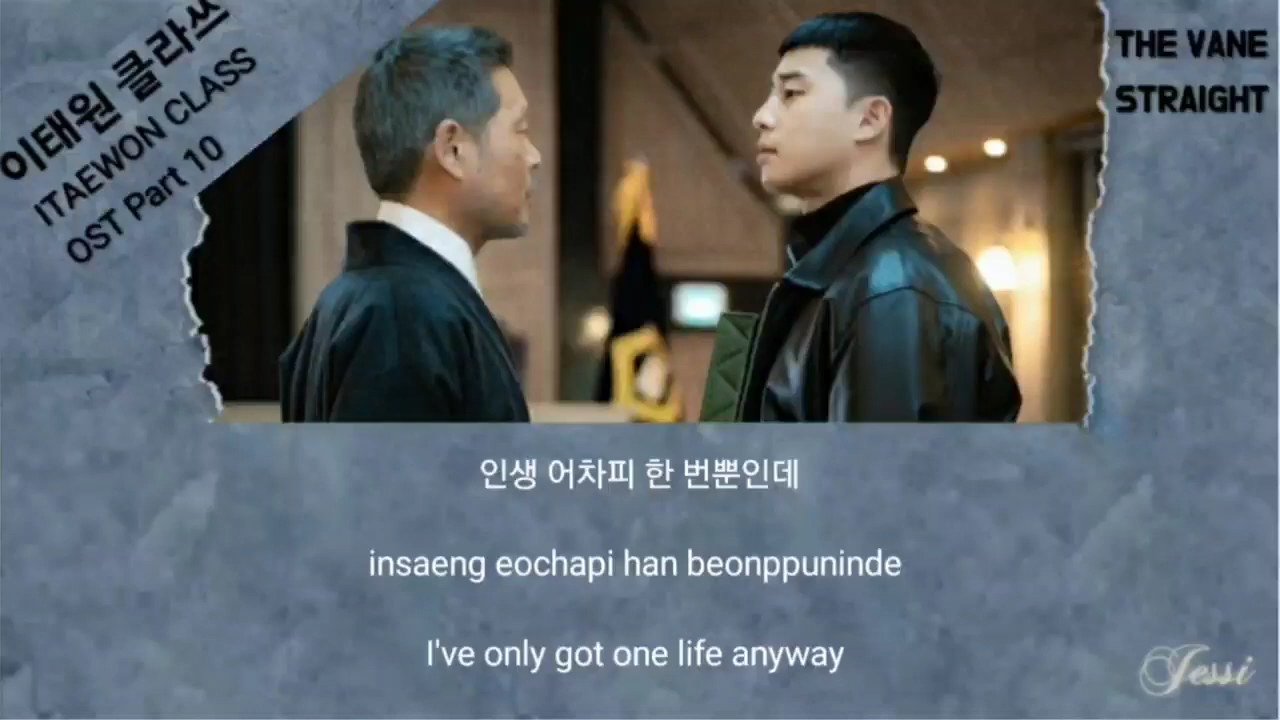 이태원 클라쓰
ITAEWON CLASS
OST Part 10
THE VANE
STRAIGHT
인생 어차피 한 번뿐인데
insaeng eochapi han beonppuninde
I've only got one life anyway
Jessi